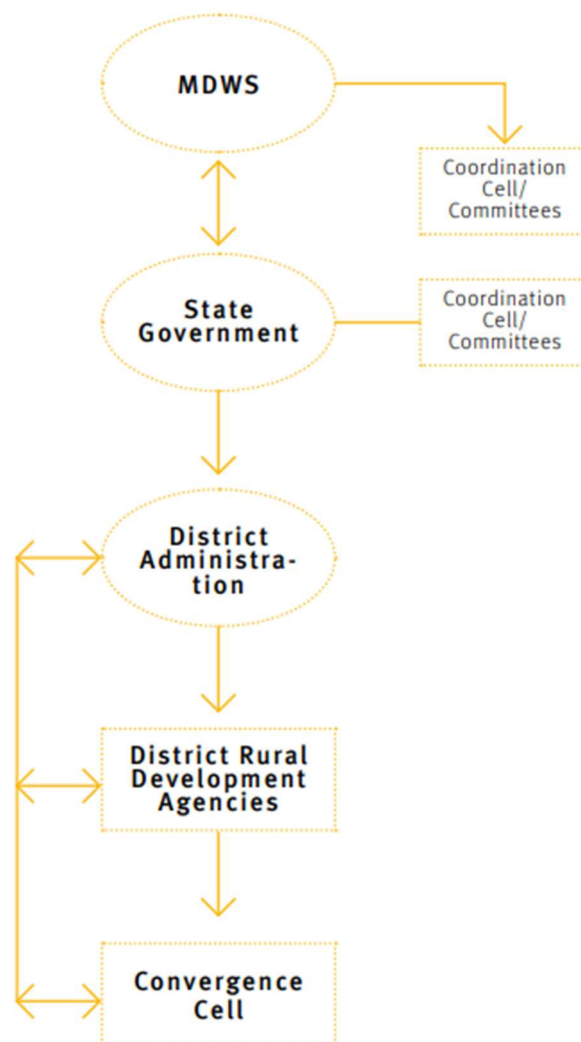 MDWS
Coordination
Cell/
Committees
State
Government
Coordination
Cell/
Committees
District
Administra-
tion
District Rural
Development
Agencies
Convergence
Cell